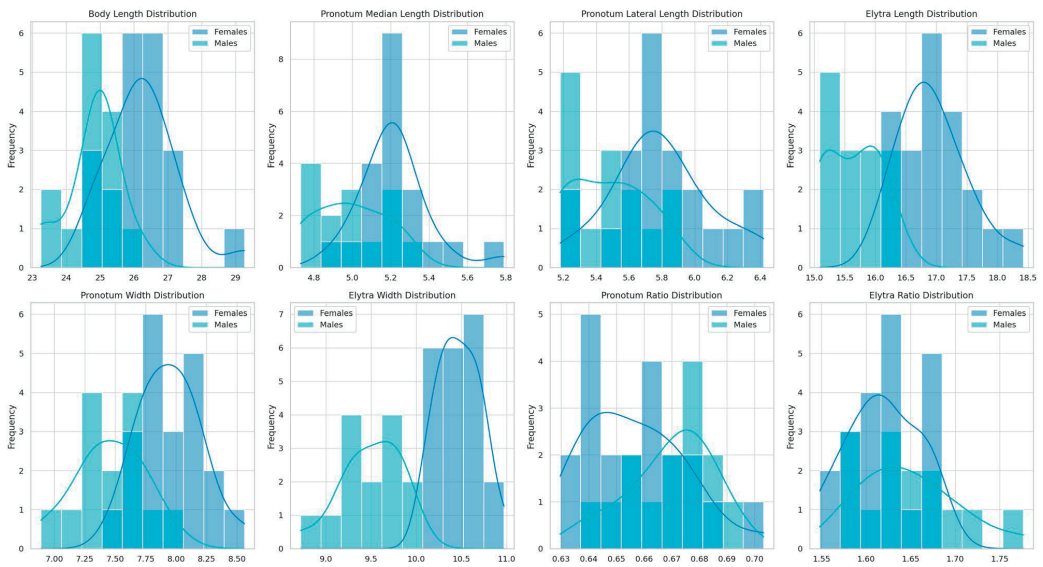 Body Length Distribution
Pronotum Median Length Distribution
Pronotum Lateral Length Distribution
Elytra Length Distribution
Frequency
6
5
4
3
2
1
0
Females
Males
23 24 25 26 27 28 29
8
6
4
2
0
Females
Males
4.8 5.0 5.2 5.4 5.6 5.8
Frequency
6
5
4
3
2
1
0
Females
Males
5.2 5.4 5.6 5.8 6.0 6.2 6.4
Frequency
6
5
4
3
2
1
0
Females
Males
15.0 15.5 16.0 16.5 17.0 17.5 18.0 18.5
Frequency
Pronotum Width Distribution
Elytra Width Distribution
Pronotum Ratio Distribution
Elytra Ratio Distribution
Frequency
6
5
4
3
2
1
0
Females
Males
7.00 7.25 7.50 7.75 8.00 8.25 8.50
Frequency
7
6
5
4
3
2
1
0
Females
Males
9.0 9.5 10.0 10.5 11.0
Frequency
5
4
3
2
1
0
Females
Males
0.63 0.64 0.65 0.66 0.67 0.68 0.69 0.70
Frequency
6
5
4
3
2
1
0
Females
Males
1.55 1.60 1.65 1.70 1.75